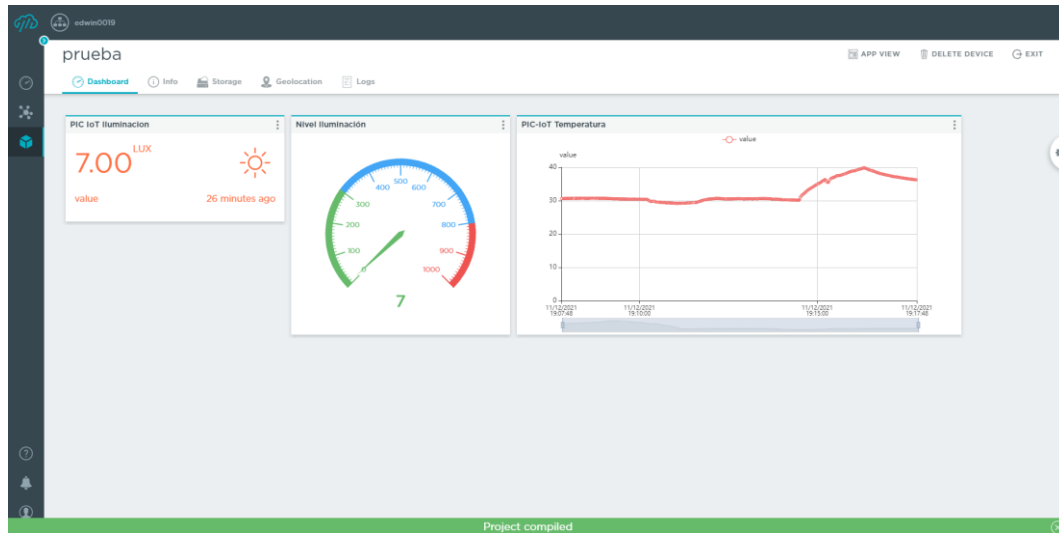 edwin0019
prueba
APP VIEW
DELETE DEVICE
EXIT
Dashboard
Info
Storage
Geolocation
Logs
PIC IoT Iluminacion
7.00 LUX
value
26 minutes ago
Nivel Iluminación
0
100
200
300
400
500
600
700
800
900
1000
7
PIC-IoT Temperatura
value
value
40
30
20
10
0
11/12/2021
19:07:48
11/12/2021
19:10:00
11/12/2021
19:15:00
11/12/2021
19:17:48
Project compiled